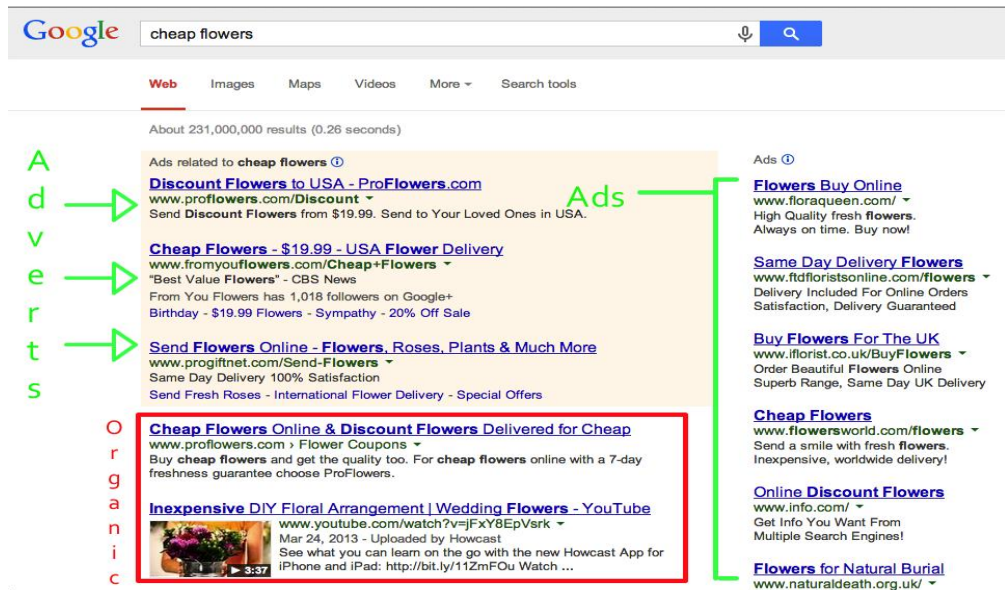 Google
cheap flowers
Web Images Maps Videos More Search tools
About 231,000,000 results (0.26 seconds)
Adverts
Ads related to cheap flowers
Discount Flowers to USA - ProFlowers.com
www.proflowers.com/Discount
Send Discount Flowers from $19.99. Send to Your Loved Ones in USA.
Cheap Flowers - $19.99 - USA Flower Delivery
www.fromyouflowers.com/Cheap+Flowers
"Best Value Flowers" - CBS News
From You Flowers has 1,018 followers on Google+
Birthday - $19.99 Flowers - Sympathy - 20% Off Sale
Send Flowers Online - Flowers, Roses, Plants & Much More
www.progiftnet.com/Send-Flowers
Same Day Delivery 100% Satisfaction
Send Fresh Roses - International Flower Delivery - Special Offers
Organic
Cheap Flowers Online & Discount Flowers Delivered for Cheap
www.proflowers.com › Flower Coupons
Buy cheap flowers and get the quality too. For cheap flowers online with a 7-day
freshness guarantee choose ProFlowers.
Inexpensive DIY Floral Arrangement | Wedding Flowers - YouTube
www.youtube.com/watch?v=jFxY8EpVsrk
Mar 24, 2013 - Uploaded by Howcast
See what you can learn on the go with the new Howcast App for
iPhone and iPad: http://bit.ly/11ZmFOu Watch ...
3:37
Ads
Ads
Flowers Buy Online
www.floraqueen.com/
High Quality fresh flowers.
Always on time. Buy now!
Same Day Delivery Flowers
www.ftdfloristsonline.com/flowers
Delivery Included For Online Orders
Satisfaction, Delivery Guaranteed
Buy Flowers For The UK
www.iflorist.co.uk/BuyFlowers
Order Beautiful Flowers Online
Superb Range, Same Day UK Delivery
Cheap Flowers
www.flowersworld.com/flowers
Send a smile with fresh flowers.
Inexpensive, worldwide delivery!
Online Discount Flowers
www.info.com/
Get Info You Want From
Multiple Search Engines!
Flowers for Natural Burial
www.naturaldeath.org.uk/